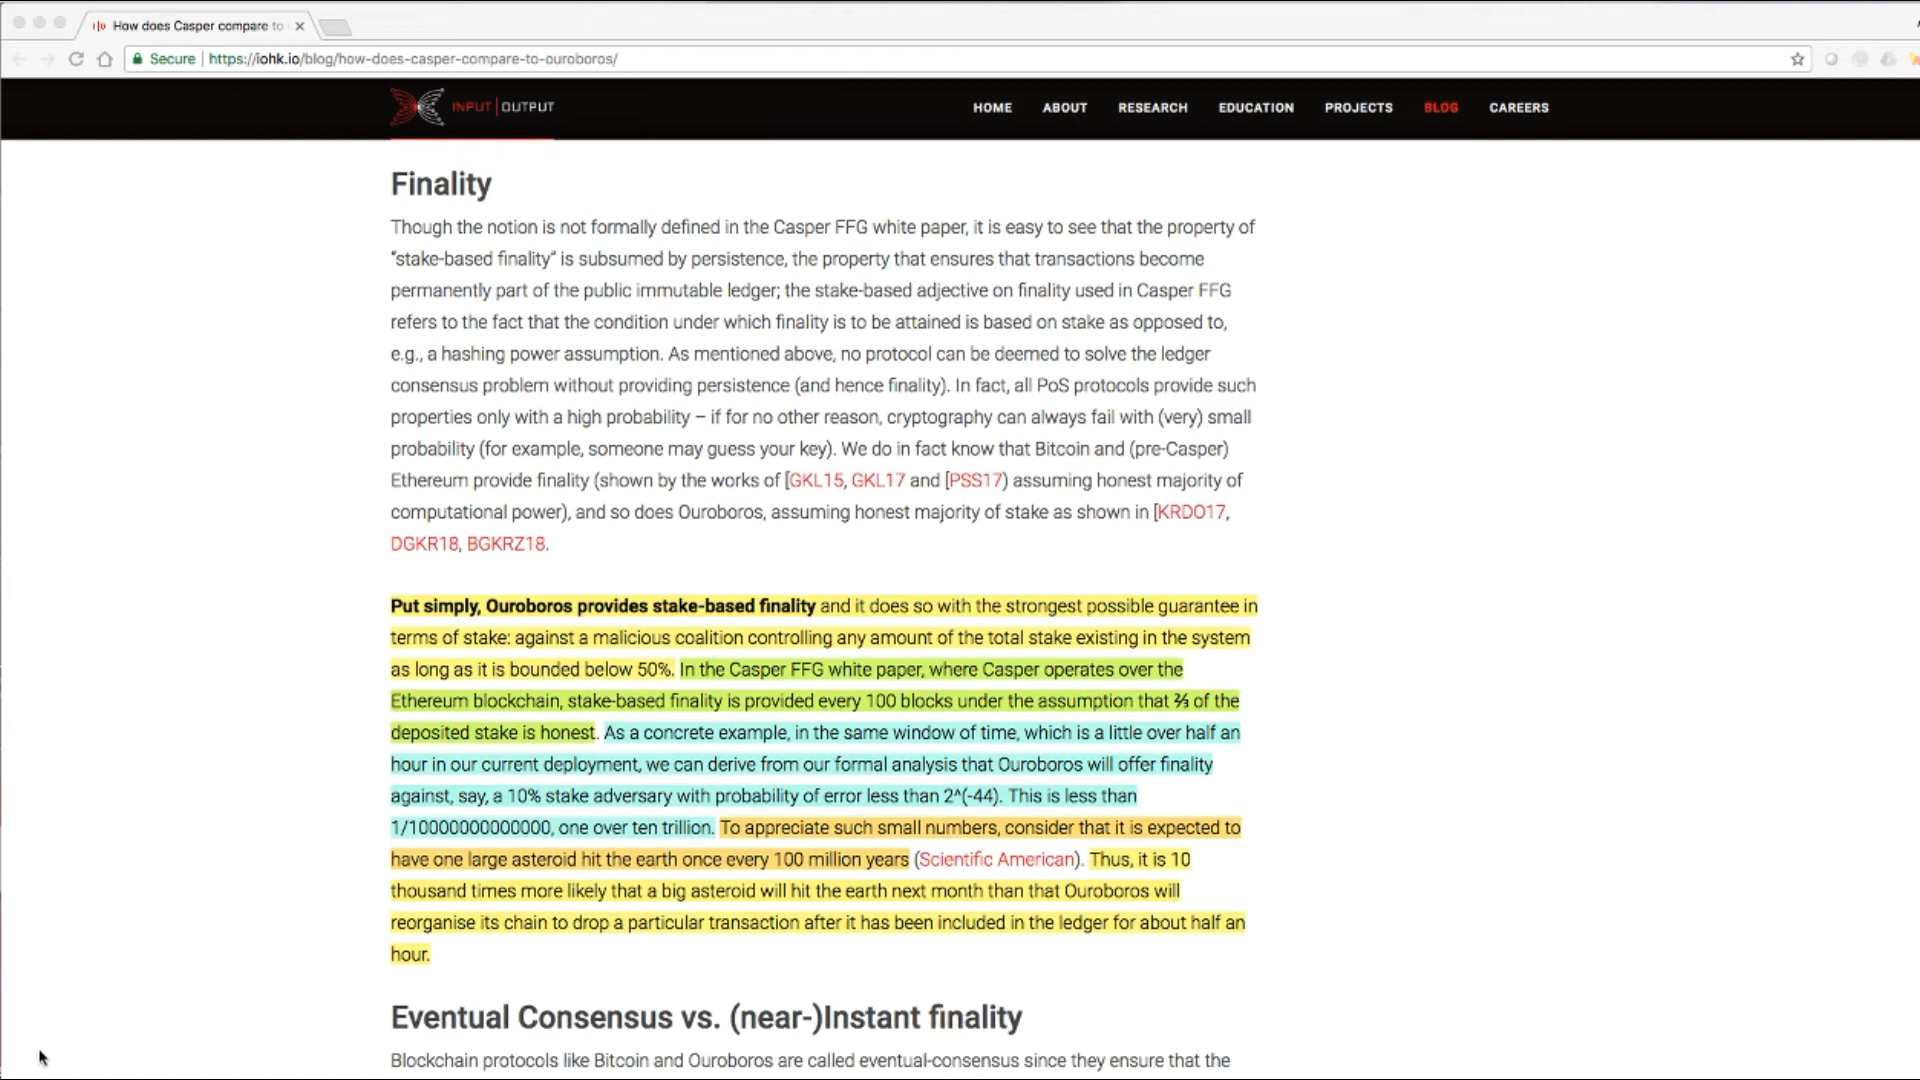 How does Casper compare to
Secure | https://iohk.io/blog/how-does-casper-compare-to-ouroboros/
INPUT | OUTPUT
HOME ABOUT RESEARCH EDUCATION PROJECTS BLOG CAREERS
Finality
Though the notion is not formally defined in the Casper FFG white paper, it is easy to see that the property of
“stake-based finality” is subsumed by persistence, the property that ensures that transactions become
permanently part of the public immutable ledger; the stake-based adjective on finality used in Casper FFG
refers to the fact that the condition under which finality is to be attained is based on stake as opposed to,
e.g., a hashing power assumption. As mentioned above, no protocol can be deemed to solve the ledger
consensus problem without providing persistence (and hence finality). In fact, all PoS protocols provide such
properties only with a high probability – if for no other reason, cryptography can always fail with (very) small
probability (for example, someone may guess your key). We do in fact know that Bitcoin and (pre-Casper)
Ethereum provide finality (shown by the works of [GKL15, GKL17 and [PSS17) assuming honest majority of
computational power), and so does Ouroboros, assuming honest majority of stake as shown in [KRDO17,
DGKR18, BGKRZ18.
Put simply, Ouroboros provides stake-based finality and it does so with the strongest possible guarantee in
terms of stake: against a malicious coalition controlling any amount of the total stake existing in the system
as long as it is bounded below 50%. In the Casper FFG white paper, where Casper operates over the
Ethereum blockchain, stake-based finality is provided every 100 blocks under the assumption that ⅔ of the
deposited stake is honest. As a concrete example, in the same window of time, which is a little over half an
hour in our current deployment, we can derive from our formal analysis that Ouroboros will offer finality
against, say, a 10% stake adversary with probability of error less than 2^(-44). This is less than
1/10000000000000, one over ten trillion. To appreciate such small numbers, consider that it is expected to
have one large asteroid hit the earth once every 100 million years (Scientific American). Thus, it is 10
thousand times more likely that a big asteroid will hit the earth next month than that Ouroboros will
reorganise its chain to drop a particular transaction after it has been included in the ledger for about half an
hour.
Eventual Consensus vs. (near-)Instant finality
Blockchain protocols like Bitcoin and Ouroboros are called eventual-consensus since they ensure that the